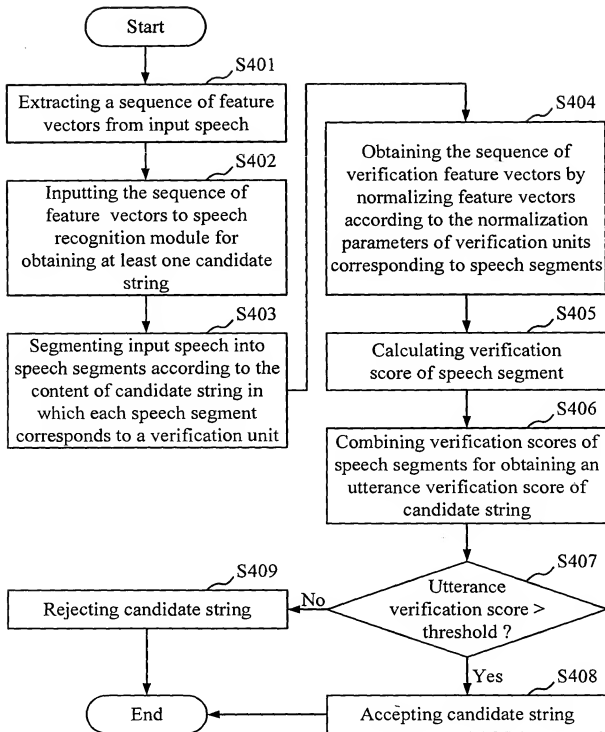 Start
S401
Extracting a sequence of feature
vectors from input speech
S402
Inputting the sequence of
feature vectors to speech
recognition module for
obtaining at least one candidate
string
S403
Segmenting input speech into
speech segments according to the
content of candidate string in
which each speech segment
corresponds to a verification unit
S404
Obtaining the sequence of
verification feature vectors by
normalizing feature vectors
according to the normalization
parameters of verification units
corresponding to speech segments
S405
Calculating verification
score of speech segment
S406
Combining verification scores of
speech segments for obtaining an
utterance verification score of
candidate string
S407
Utterance
verification score >
threshold ?
No
S409
Rejecting candidate string
Yes
S408
Accepting candidate string
End